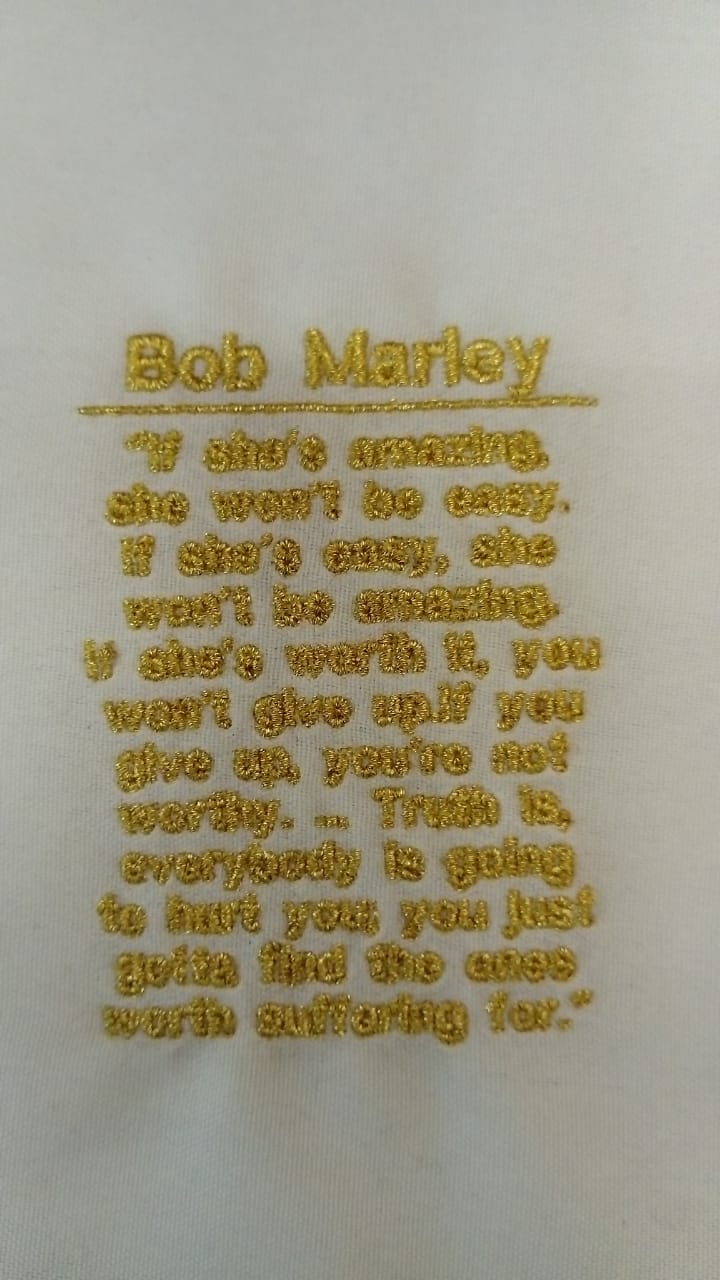 Bob Marley
"If she's amazing,
she won't be easy.
If she's easy, she
won't be amazing.
If she's worth it, you
won't give up.If you
give up, you're not
worthy. ... Truth is,
everybody is going
to hurt you; you just
gotta find the ones
worth suffering for."